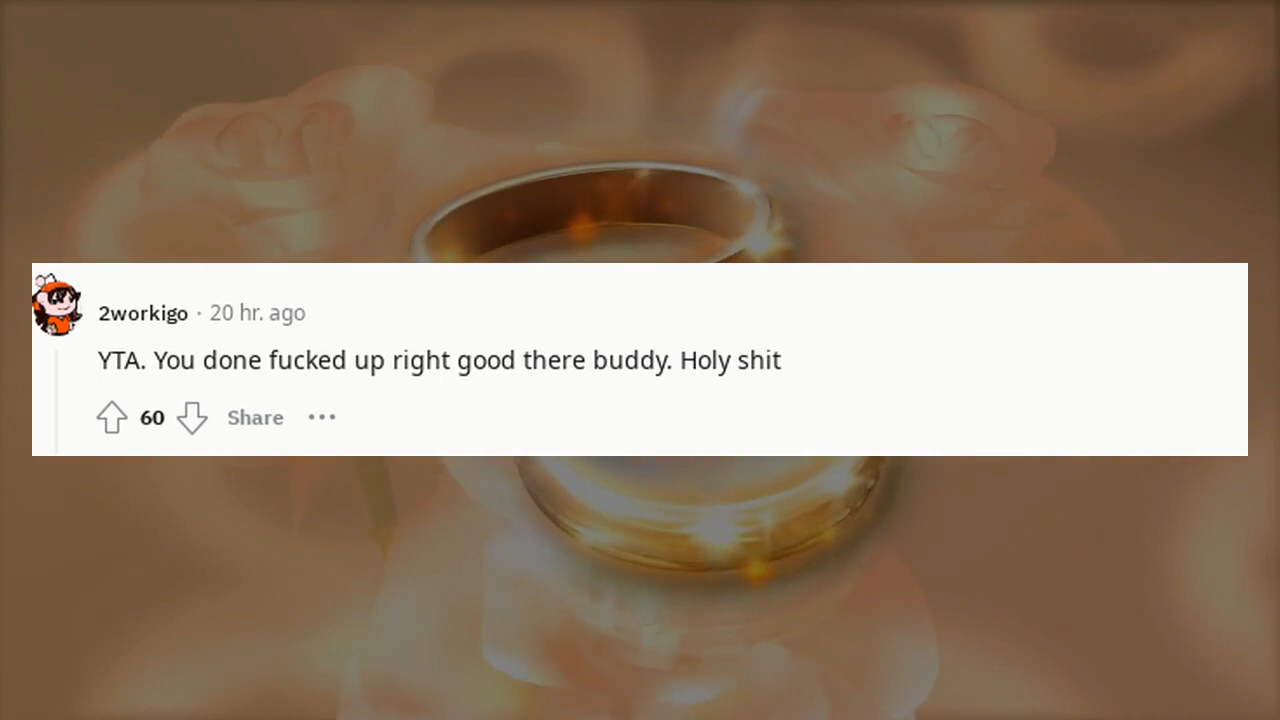 2workigo · 20 hr. ago
YTA. You done fucked up right good there buddy. Holy shit
60 Share